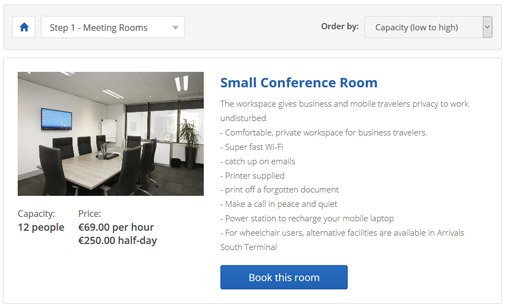 Step 1 - Meeting Rooms
Order by:
Capacity (low to high)
Small Conference Room
The workspace gives business and mobile travelers privacy to work
undisturbed.
- Comfortable, private workspace for business travelers.
- Super fast Wi-Fi
- catch up on emails
- Printer supplied
- print off a forgotten document
- Make a call in peace and quiet
- Power station to recharge your mobile laptop
- For wheelchair users, alternative facilities are available in Arrivals
South Terminal
Capacity:
12 people
Price:
€69.00 per hour
€250.00 half-day
Book this room